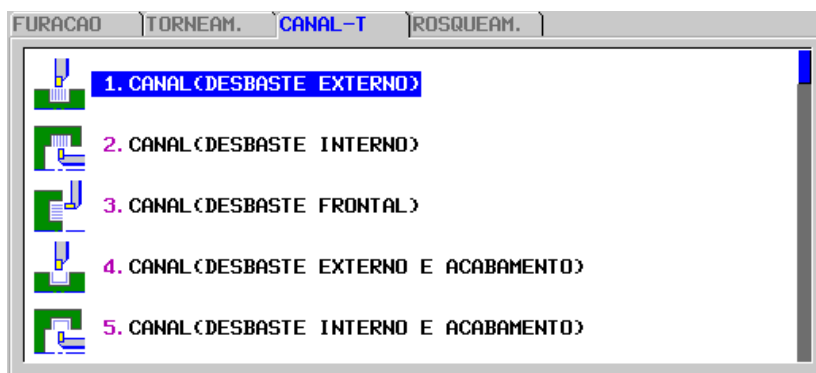 FURACAO TORNEAM. CANAL-T ROSQUEAM.
1. CANAL(DESBASTE EXTERNO)
2. CANAL(DESBASTE INTERNO)
3. CANAL(DESBASTE FRONTAL)
4. CANAL(DESBASTE EXTERNO E ACABAMENTO)
5. CANAL(DESBASTE INTERNO E ACABAMENTO)